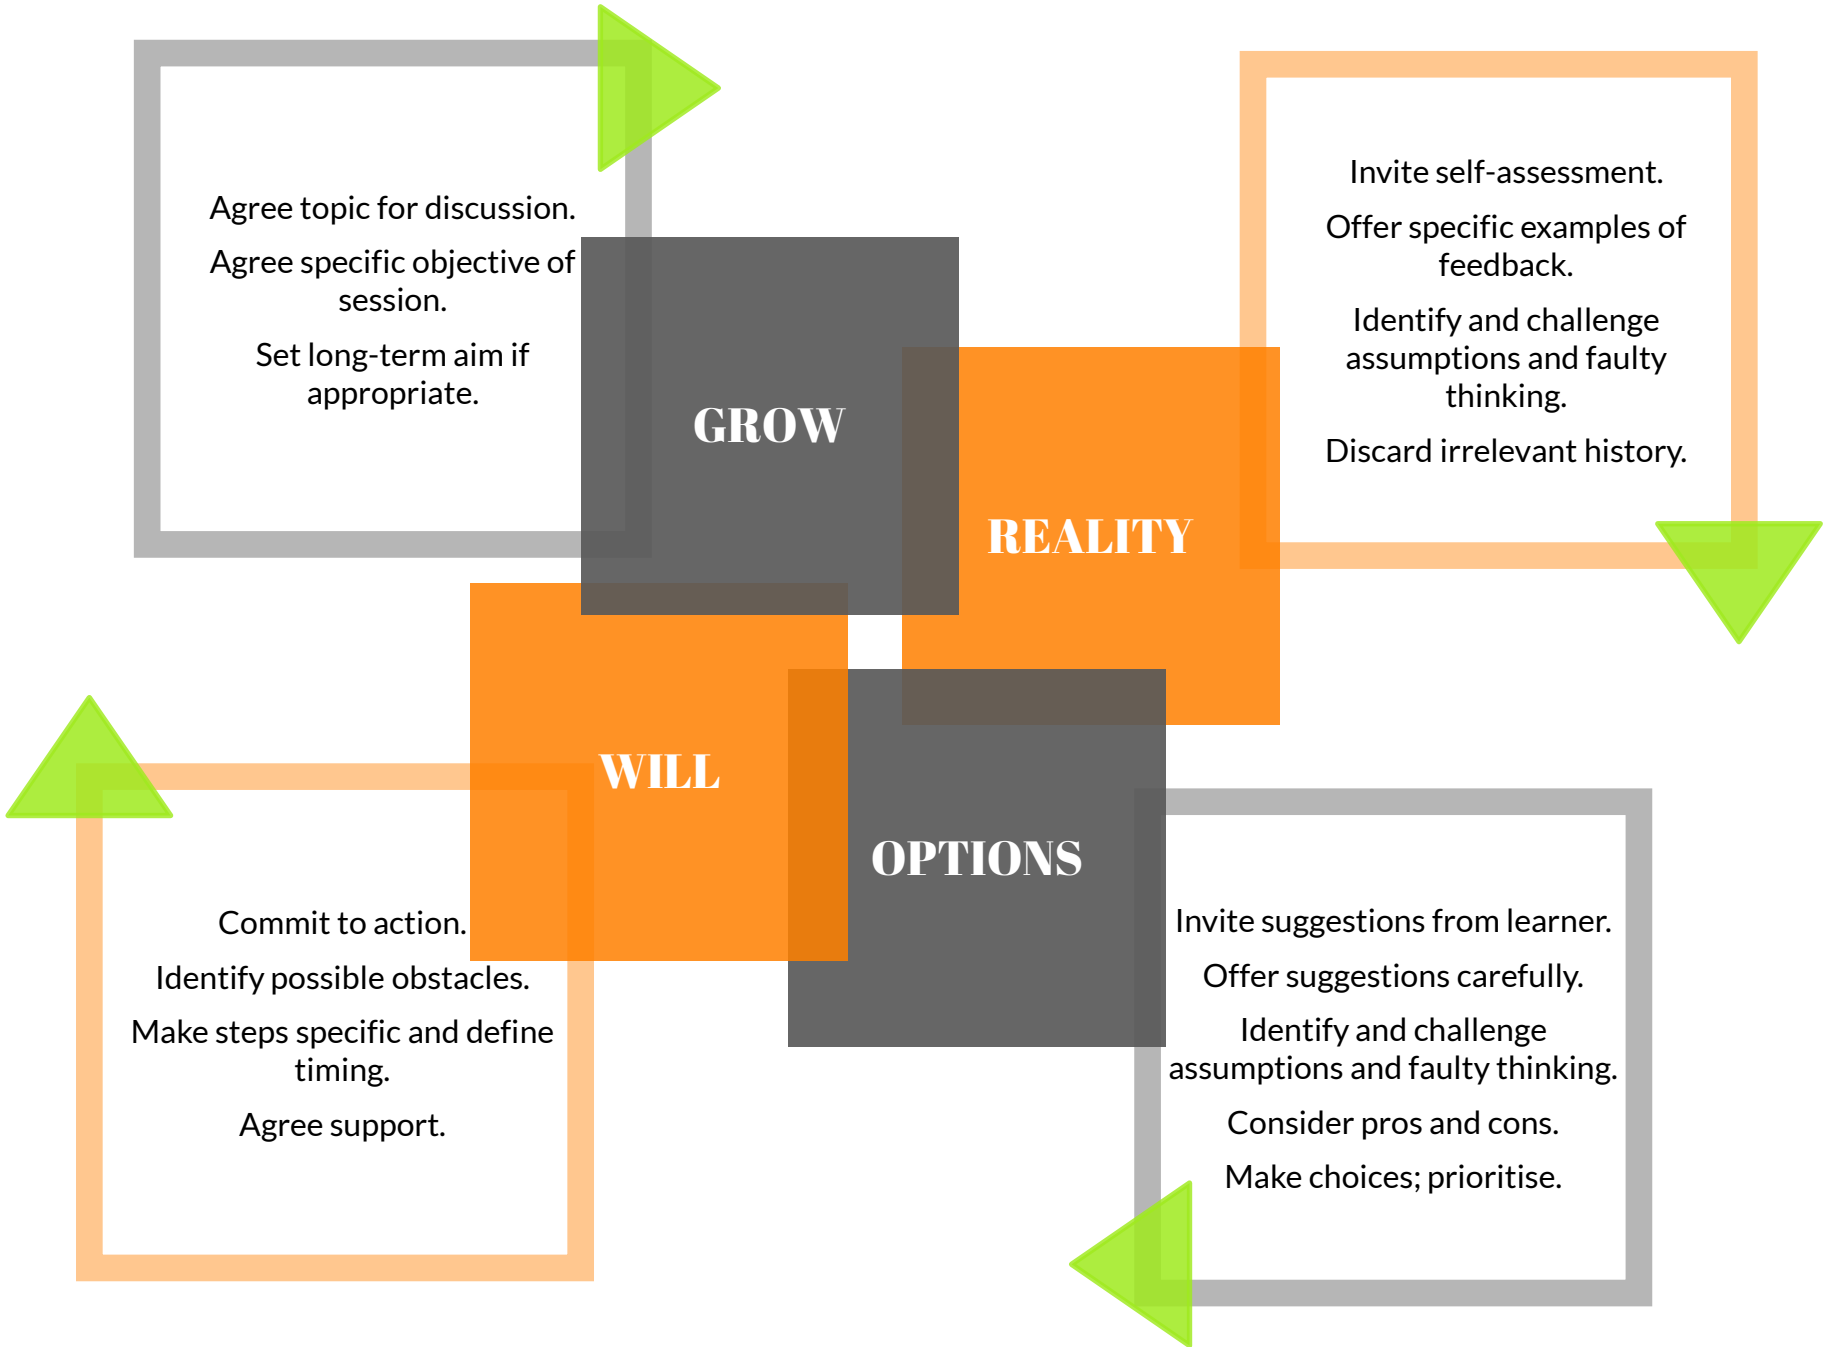 Agree topic for discussion.
Agree specific objective of
session.
Set long-term aim if
appropriate.
GROW
Invite self-assessment.
Offer specific examples of
feedback.
Identify and challenge
assumptions and faulty
thinking.
Discard irrelevant history.
REALITY
WILL
Commit to action.
Identify possible obstacles.
Make steps specific and define
timing.
Agree support.
OPTIONS
Invite suggestions from learner.
Offer suggestions carefully.
Identify and challenge
assumptions and faulty thinking.
Consider pros and cons.
Make choices; prioritise.